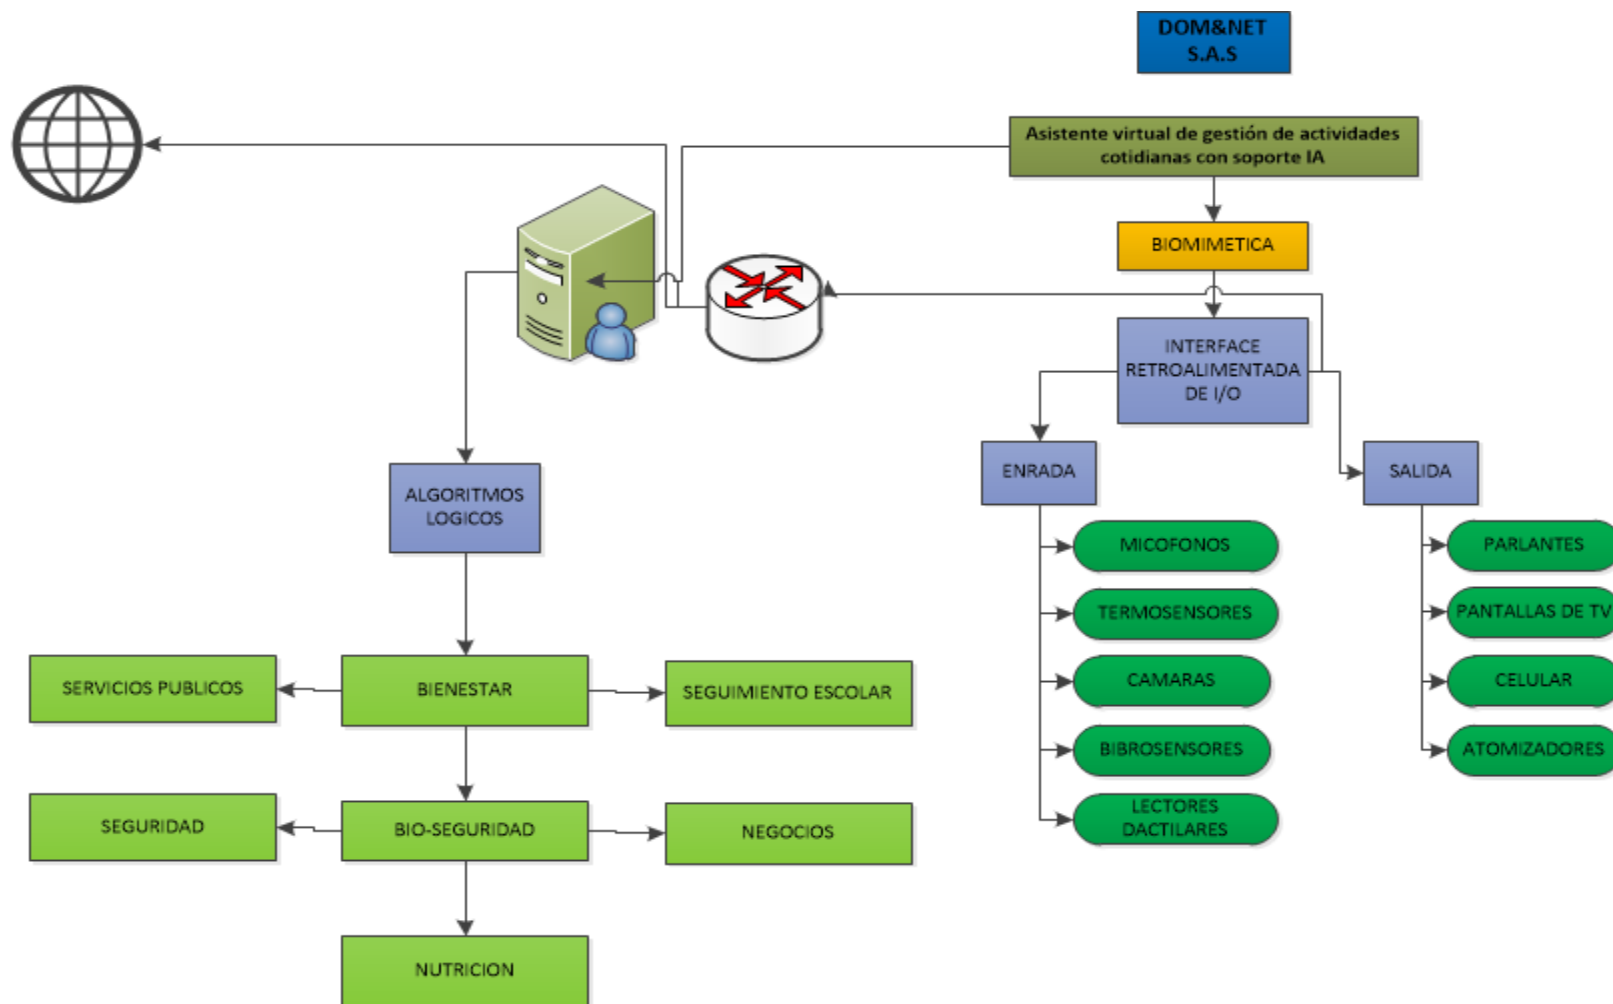 DOM&NET
S.A.S
Asistente virtual de gestión de actividades
cotidianas con soporte IA
BIOMIMETICA
INTERFACE
RETROALIMENTADA
DE I/O
ENRADA
SALIDA
ALGORITMOS
LOGICOS
MICOFONOS
PARLANTES
TERMOSENSORES
PANTALLAS DE TV
CAMARAS
CELULAR
BIBROSENSORES
ATOMIZADORES
LECTORES
DACTILARES
SERVICIOS PUBLICOS
BIENESTAR
SEGUIMIENTO ESCOLAR
SEGURIDAD
BIO-SEGURIDAD
NEGOCIOS
NUTRICION